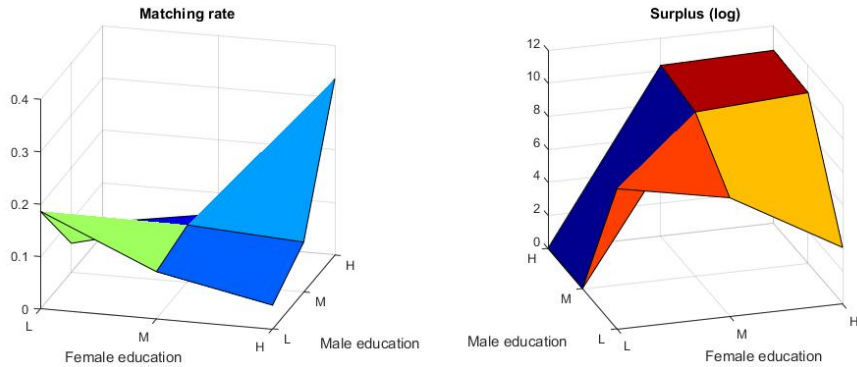 Matching rate
0.4
0.3
0.2
0.1
0
L
M
H
Female education
L
M
H
Male education
Surplus (log)
12
10
8
6
4
2
0
H
M
L
Male education
L
M
H
Female education